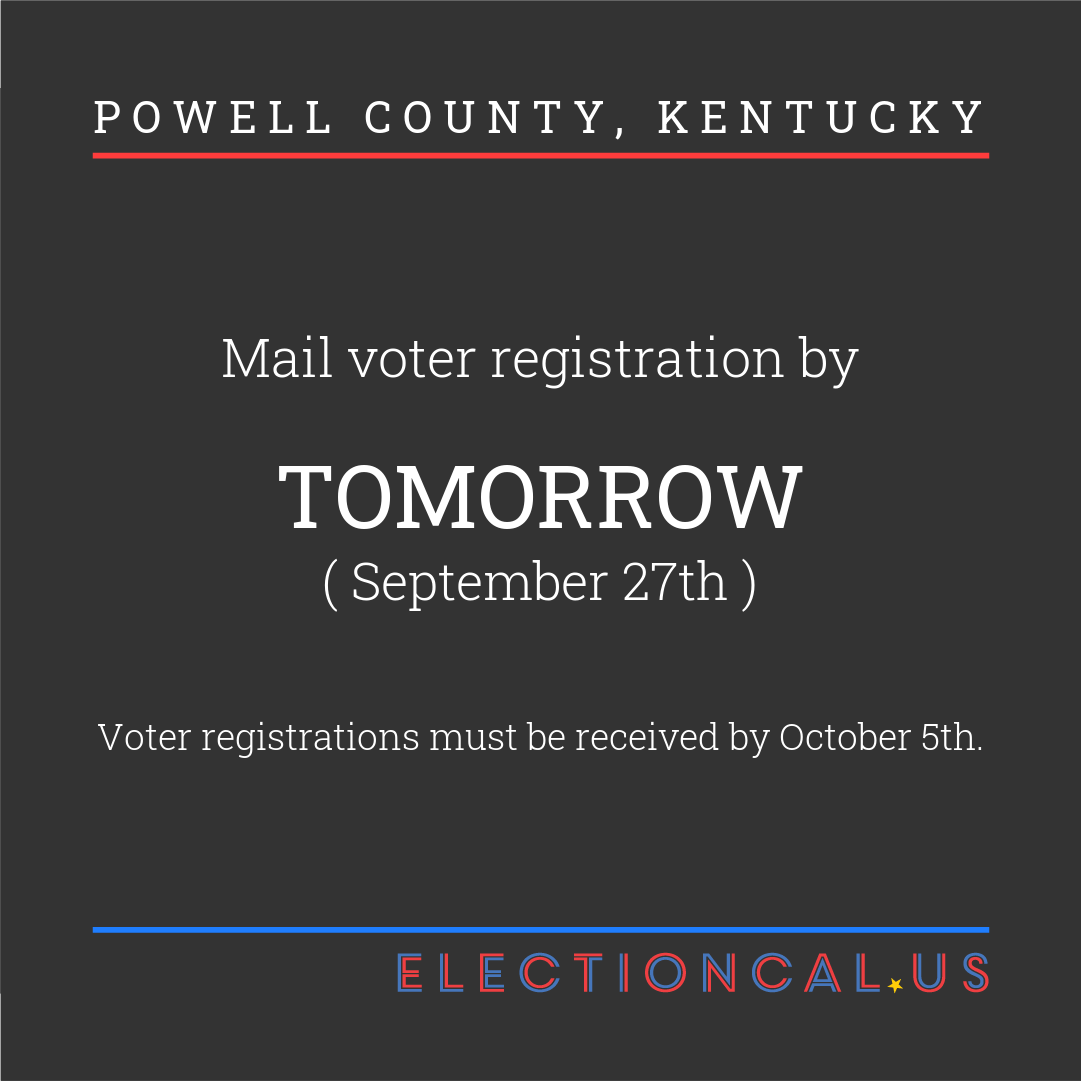 POWELL COUNTY, KENTUCKY
Mail voter registration by
TOMORROW
( September 27th )
Voter registrations must be received by October 5th.
ELECTIONCAL.US